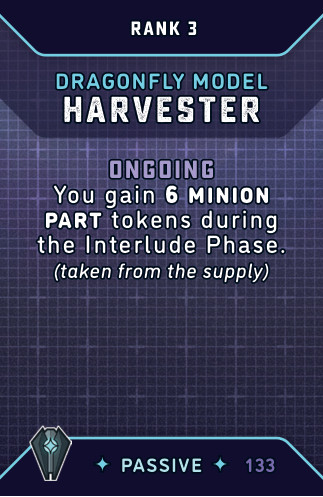 RANK 3
DRAGONFLY MODEL
HARVESTER
ONGOING
You gain 6 MINION
PART tokens during
the Interlude Phase.
(taken from the supply)
PASSIVE
133